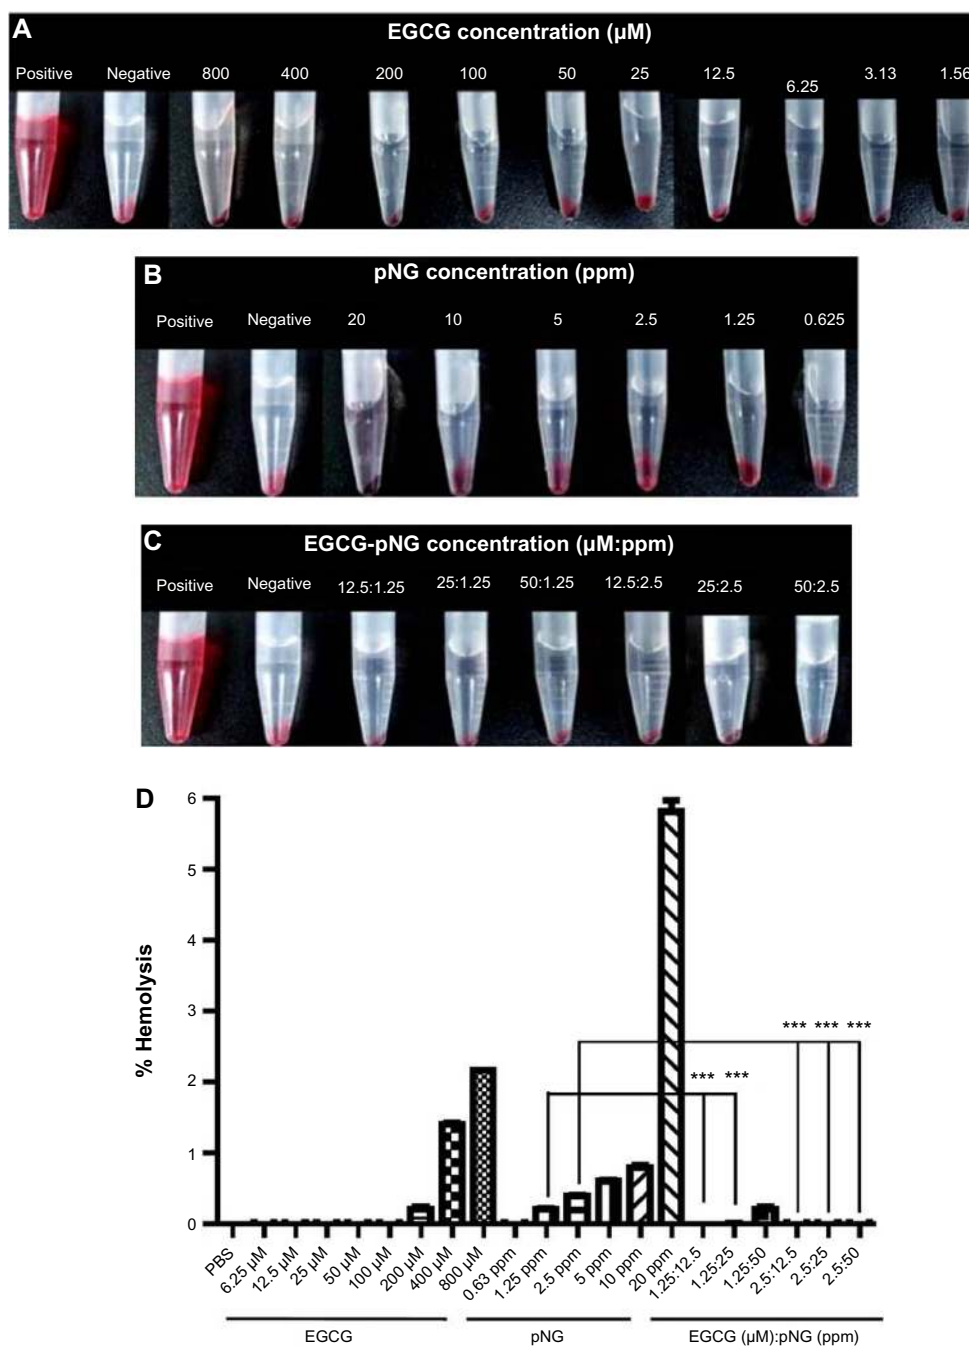 A
EGCG concentration (µM)
Positive Negative 800 400 200 100 50 25 12.5 6.25 3.13 1.56
B
pNG concentration (ppm)
Positive Negative 20 10 5 2.5 1.25 0.625
C
EGCG-pNG concentration (µM:ppm)
Positive Negative 12.5:1.25 25:1.25 50:1.25 12.5:2.5 25:2.5 50:2.5
D
% Hemolysis
6
5
4
3
2
1
0
*** *** ***
*** ***
PBS
6.25 µM
12.5 µM
25 µM
50 µM
100 µM
200 µM
400 µM
800 µM
0.63 ppm
1.25 ppm
2.5 ppm
5 ppm
10 ppm
20 ppm
1.25:12.5
1.25:25
1.25:50
2.5:12.5
2.5:25
2.5:50
EGCG
pNG
EGCG (µM):pNG (ppm)